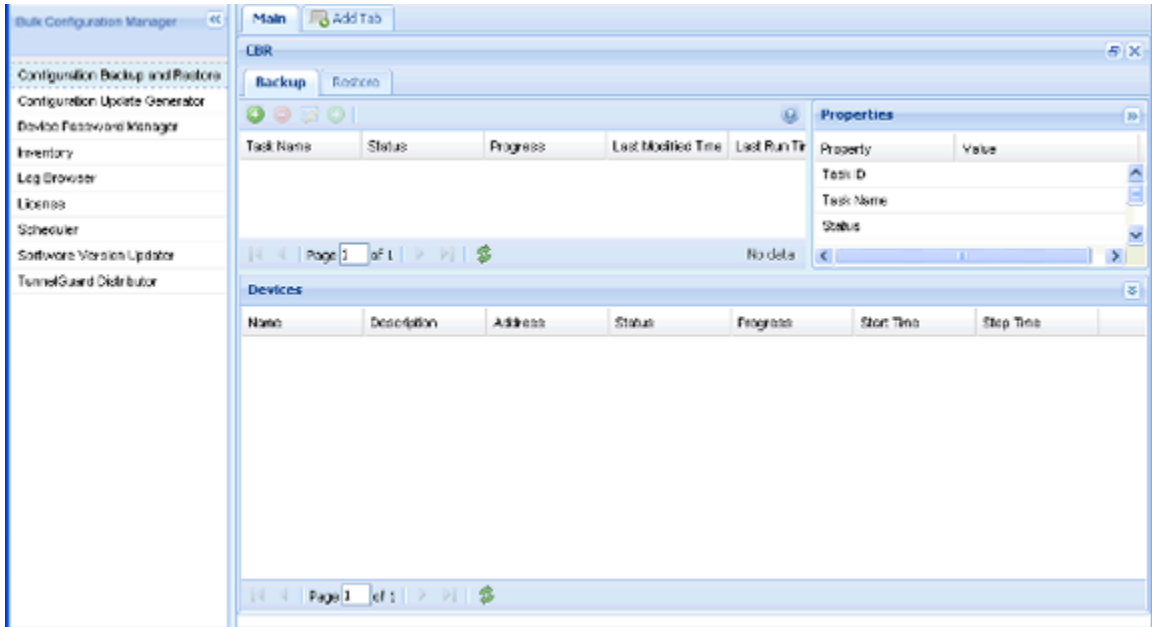 Bulk Configuration Manager
Configuration Backup and Restore
Configuration Update Generator
Device Password Manager
Inventory
Log Browser
License
Scheduler
Software Version Updater
TunnelGuard Distributor
Main Add Tab
CBR
Backup Restore
Task Name Status Progress Last Modified Time Last Run Tir
Page 1 of 1 No data
Properties
Property Value
Task ID
Task Name
Status
Devices
Name Description Address Status Progress Start Time Stop Time
Page 1 of 1